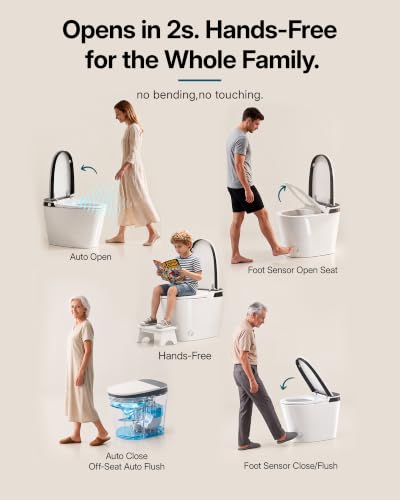 Opens in 2s. Hands-Free
for the Whole Family.
no bending,no touching.
Auto Open
Foot Sensor Open Seat
Hands-Free
Auto Close
Off-Seat Auto Flush
Foot Sensor Close/Flush